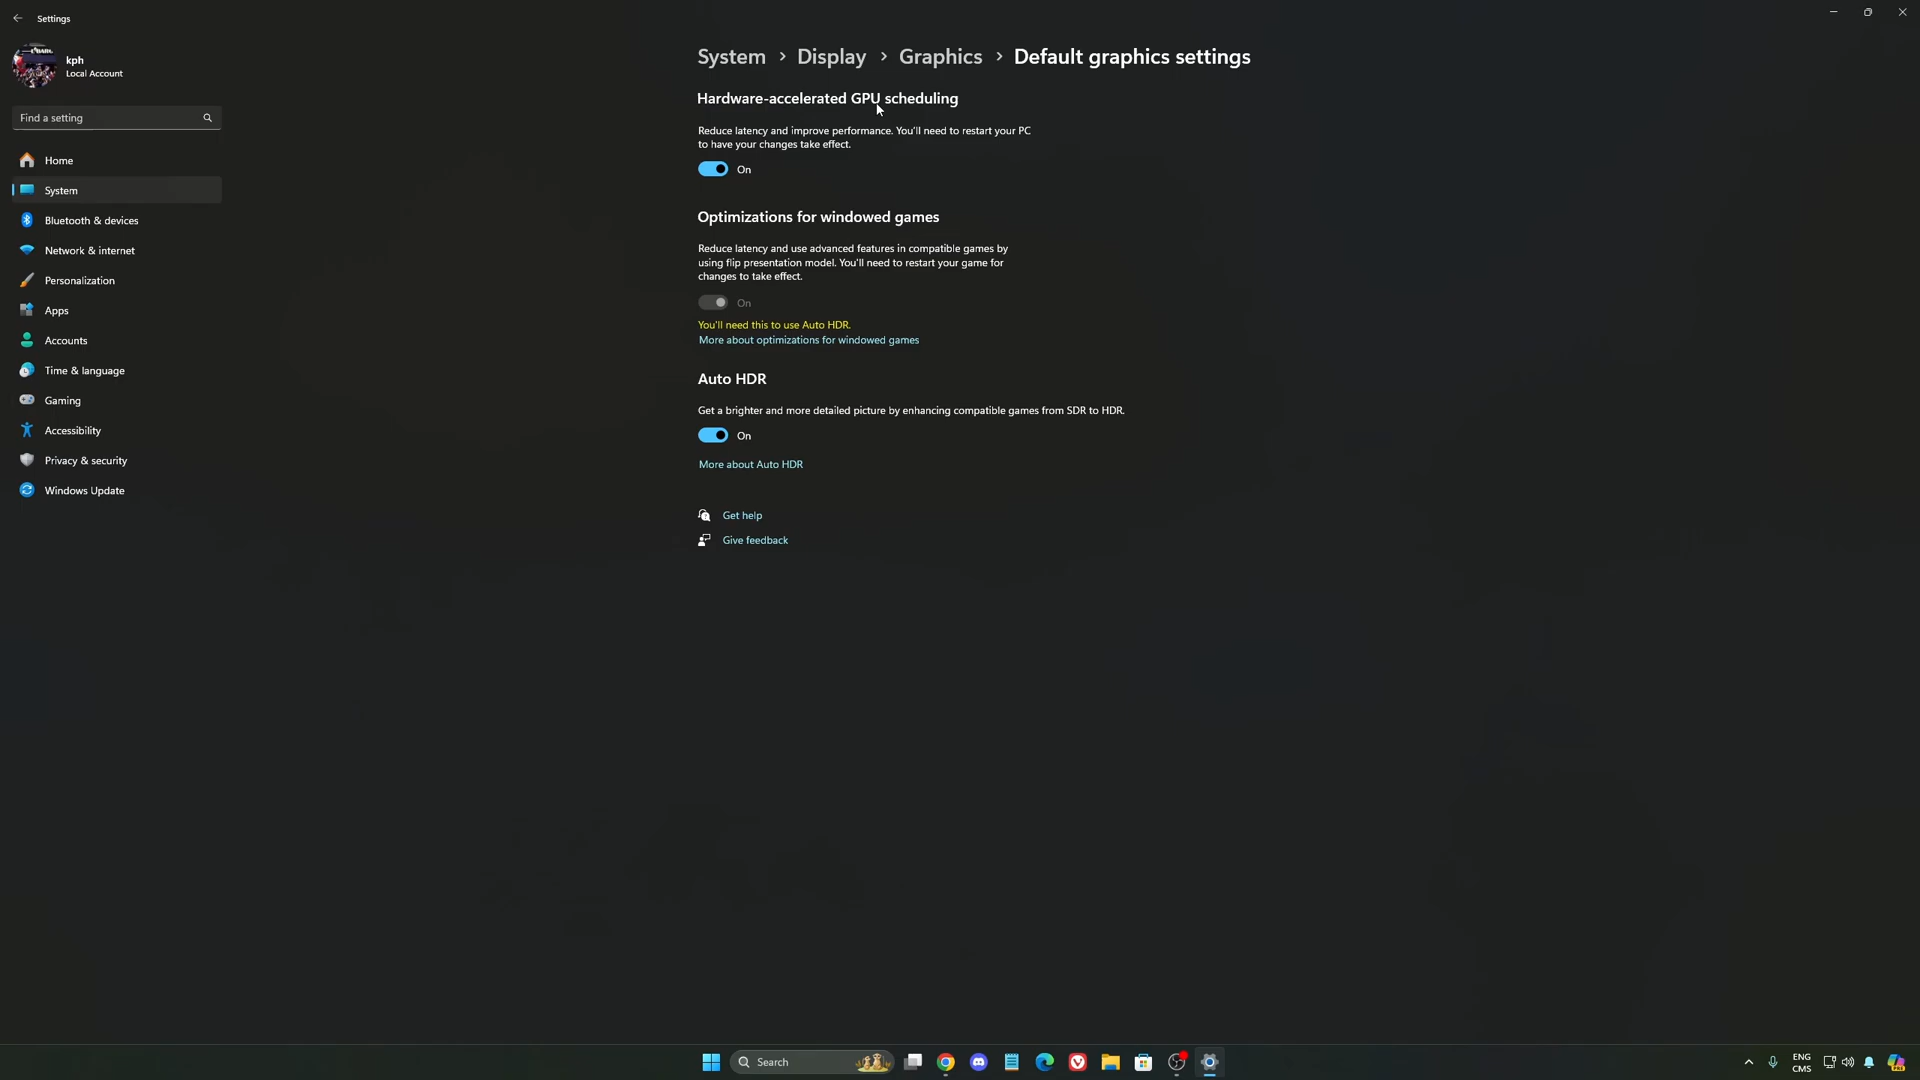 Settings
kph
Local Account
Find a setting
Home
System
Bluetooth & devices
Network & internet
Personalization
Apps
Accounts
Time & language
Gaming
Accessibility
Privacy & security
Windows Update
System > Display > Graphics > Default graphics settings
Hardware-accelerated GPU scheduling
Reduce latency and improve performance. You'll need to restart your PC
to have your changes take effect.
On
Optimizations for windowed games
Reduce latency and use advanced features in compatible games by
using flip presentation model. You'll need to restart your game for
changes to take effect.
On
You'll need this to use Auto HDR.
More about optimizations for windowed games
Auto HDR
Get a brighter and more detailed picture by enhancing compatible games from SDR to HDR.
On
More about Auto HDR
Get help
Give feedback
Search
ENG
CMS